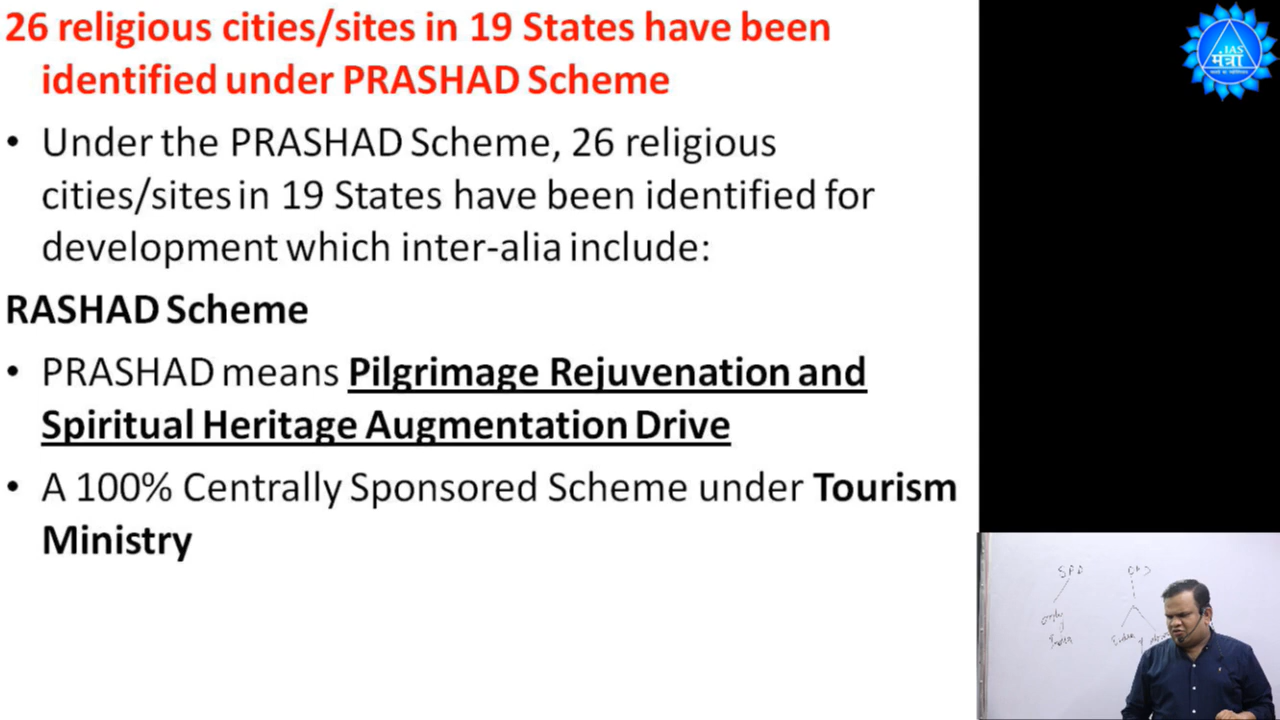 26 religious cities/sites in 19 States have been
identified under PRASHAD Scheme
• Under the PRASHAD Scheme, 26 religious
cities/sites in 19 States have been identified for
development which inter-alia include:
RASHAD Scheme
• PRASHAD means Pilgrimage Rejuvenation and
Spiritual Heritage Augmentation Drive
• A 100% Centrally Sponsored Scheme under Tourism
Ministry
IAS
मंत्रा